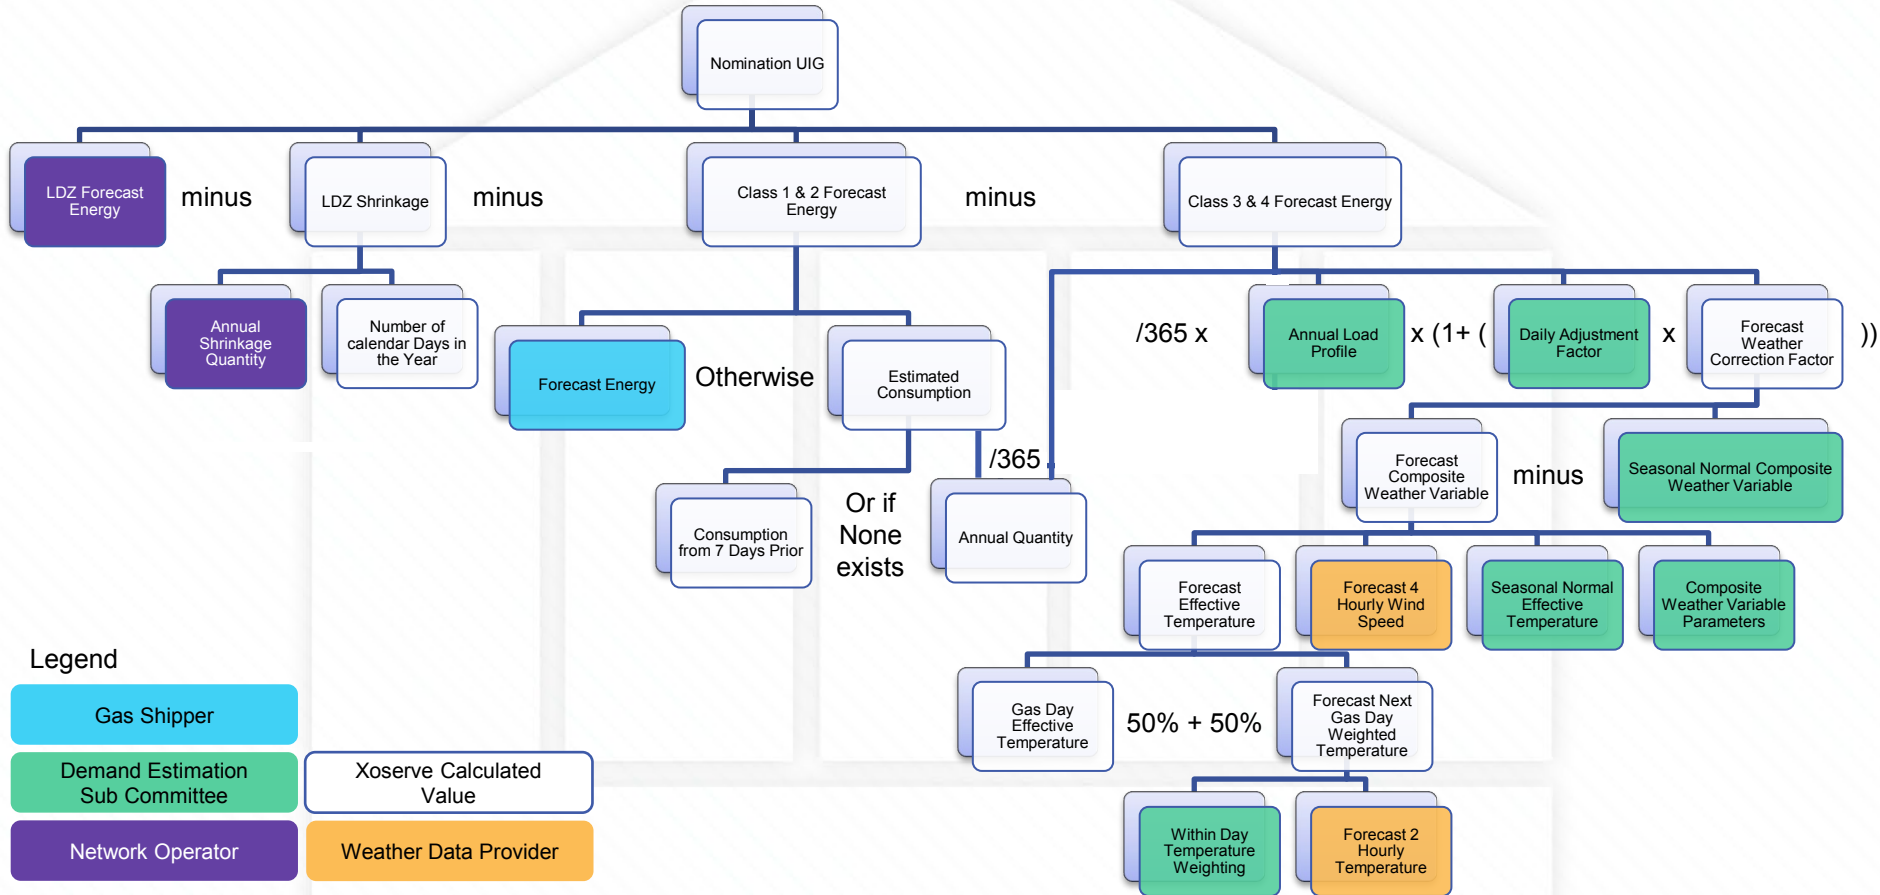 Nomination UIG
LDZ Forecast
Energy
minus
LDZ Shrinkage
minus
Class 1 & 2 Forecast
Energy
minus
Class 3 & 4 Forecast Energy
Annual
Shrinkage
Quantity
Number of
calendar Days in
the Year
Forecast Energy
Otherwise
Estimated
Consumption
/365 x
Annual Load
Profile
x (1+ (
Daily Adjustment
Factor
x
Forecast
Weather
Correction Factor
))
Consumption
from 7 Days Prior
Or if
None
exists
/365
Annual Quantity
Forecast
Composite
Weather Variable
minus
Seasonal Normal Composite
Weather Variable
Forecast
Effective
Temperature
Forecast 4
Hourly Wind
Speed
Seasonal Normal
Effective
Temperature
Composite
Weather Variable
Parameters
Gas Day
Effective
Temperature
50% + 50%
Forecast Next
Gas Day
Weighted
Temperature
Within Day
Temperature
Weighting
Forecast 2
Hourly
Temperature
Legend
Gas Shipper
Demand Estimation
Sub Committee
Xoserve Calculated
Value
Network Operator
Weather Data Provider